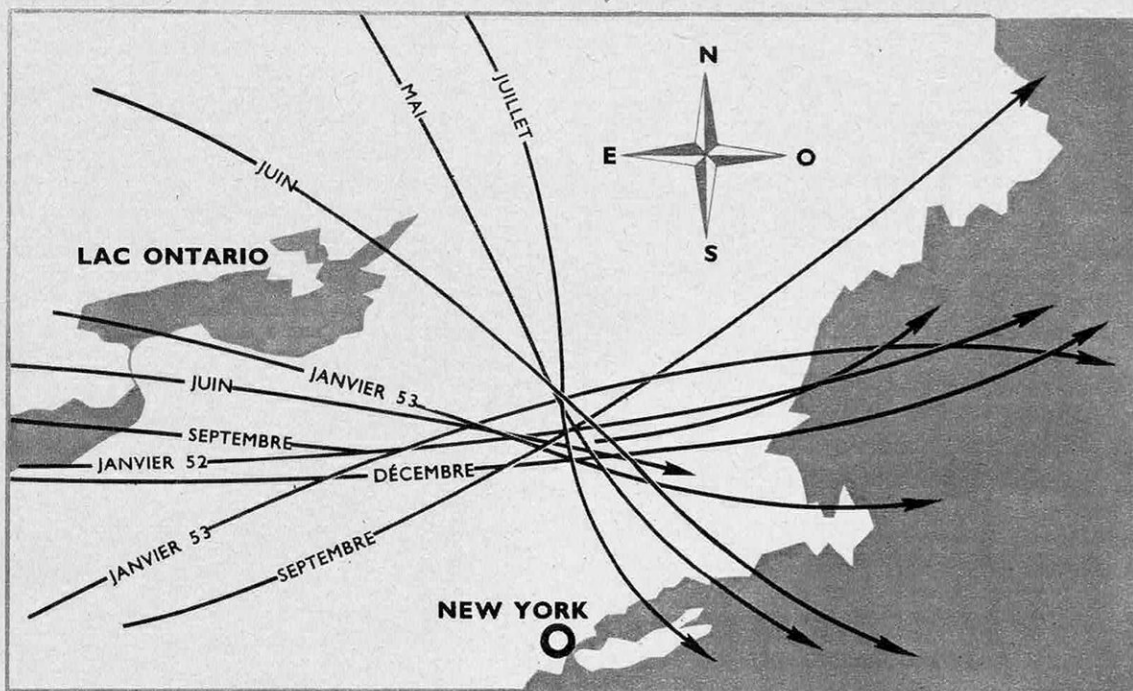 MAI
JUILLET
N
E
O
S
JUIN
LAC ONTARIO
JANVIER 53
JUIN
SEPTEMBRE
JANVIER 52
DÉCEMBRE
JANVIER 53
SEPTEMBRE
NEW YORK